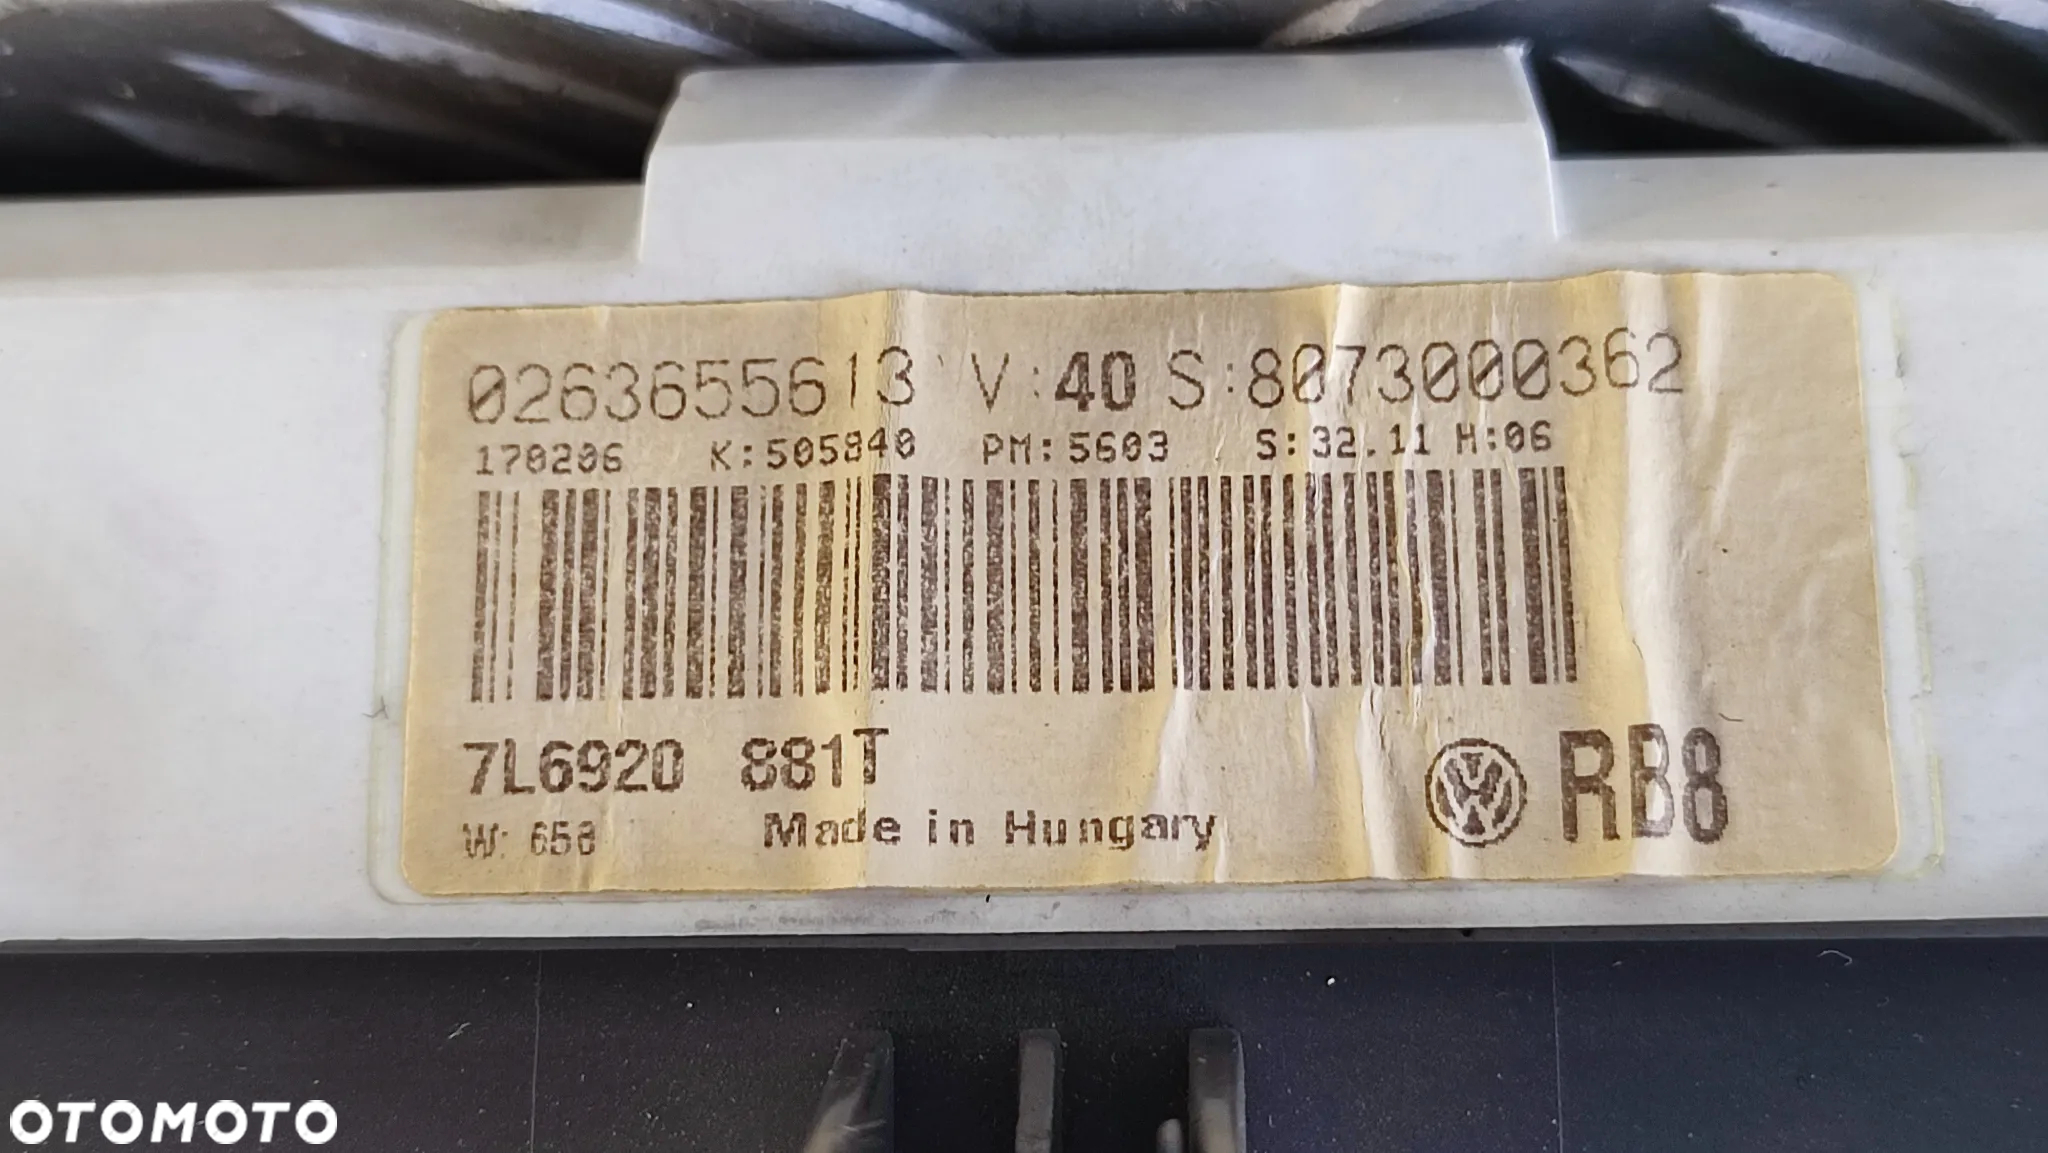 0263655613 V:40 S:8073000362
170206 K:505840 PM:5603 S:32.11 H:06
7L6920 881T
W: 658 Made in Hungary
RB8
OTOMOTO